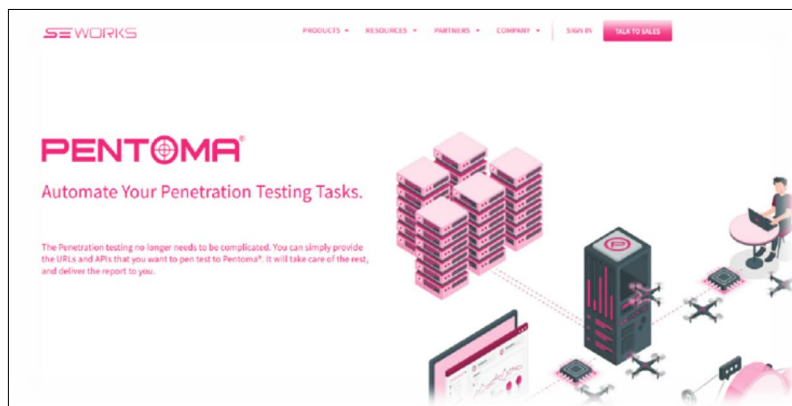 SEWORKS
PRODUCTS RESOURCES PARTNERS COMPANY SIGN IN TALK TO SALES
PENTOMA®
Automate Your Penetration Testing Tasks.
The Penetration testing no longer needs to be complicated. You can simply provide
the URLs and APIs that you want to pen test to Pentoma®. It will take care of the rest,
and deliver the report to you.
P